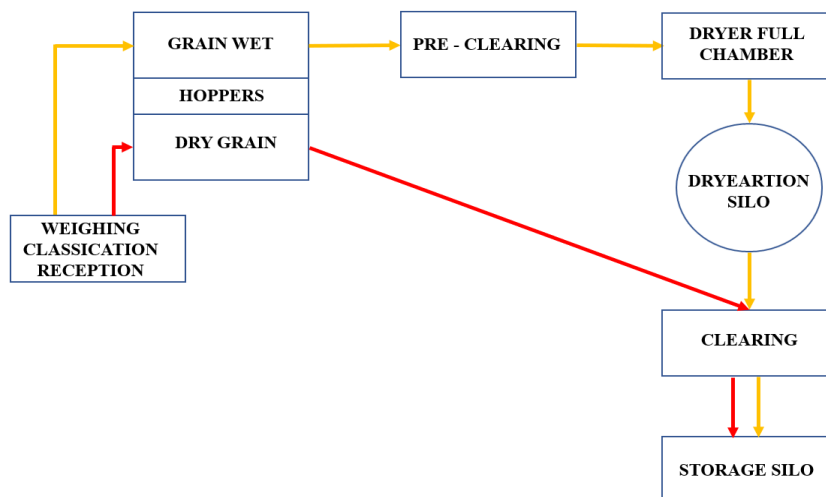 GRAIN WET
HOPPERS
DRY GRAIN
PRE - CLEARING
DRYER FULL
CHAMBER
DRYEARTION
SILO
WEIGHING
CLASSICATION
RECEPTION
CLEARING
STORAGE SILO